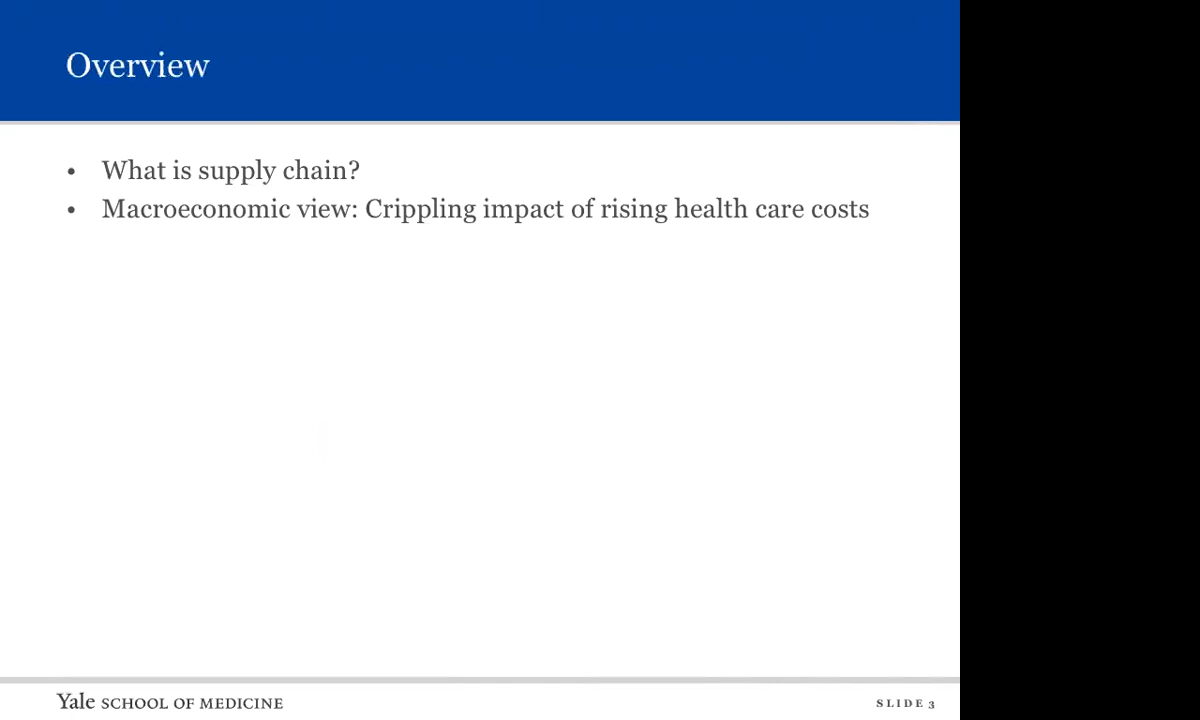 Overview
• What is supply chain?
• Macroeconomic view: Crippling impact of rising health care costs
Yale SCHOOL OF MEDICINE
SLIDE 3